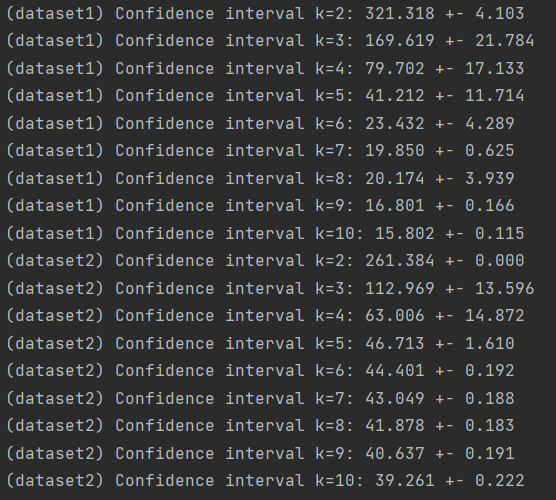 (dataset1) Confidence interval k=2: 321.318 +- 4.103
(dataset1) Confidence interval k=3: 169.619 +- 21.784
(dataset1) Confidence interval k=4: 79.702 +- 17.133
(dataset1) Confidence interval k=5: 41.212 +- 11.714
(dataset1) Confidence interval k=6: 23.432 +- 4.289
(dataset1) Confidence interval k=7: 19.850 +- 0.625
(dataset1) Confidence interval k=8: 20.174 +- 3.939
(dataset1) Confidence interval k=9: 16.801 +- 0.166
(dataset1) Confidence interval k=10: 15.802 +- 0.115
(dataset2) Confidence interval k=2: 261.384 +- 0.000
(dataset2) Confidence interval k=3: 112.969 +- 13.596
(dataset2) Confidence interval k=4: 63.006 +- 14.872
(dataset2) Confidence interval k=5: 46.713 +- 1.610
(dataset2) Confidence interval k=6: 44.401 +- 0.192
(dataset2) Confidence interval k=7: 43.049 +- 0.188
(dataset2) Confidence interval k=8: 41.878 +- 0.183
(dataset2) Confidence interval k=9: 40.637 +- 0.191
(dataset2) Confidence interval k=10: 39.261 +- 0.222